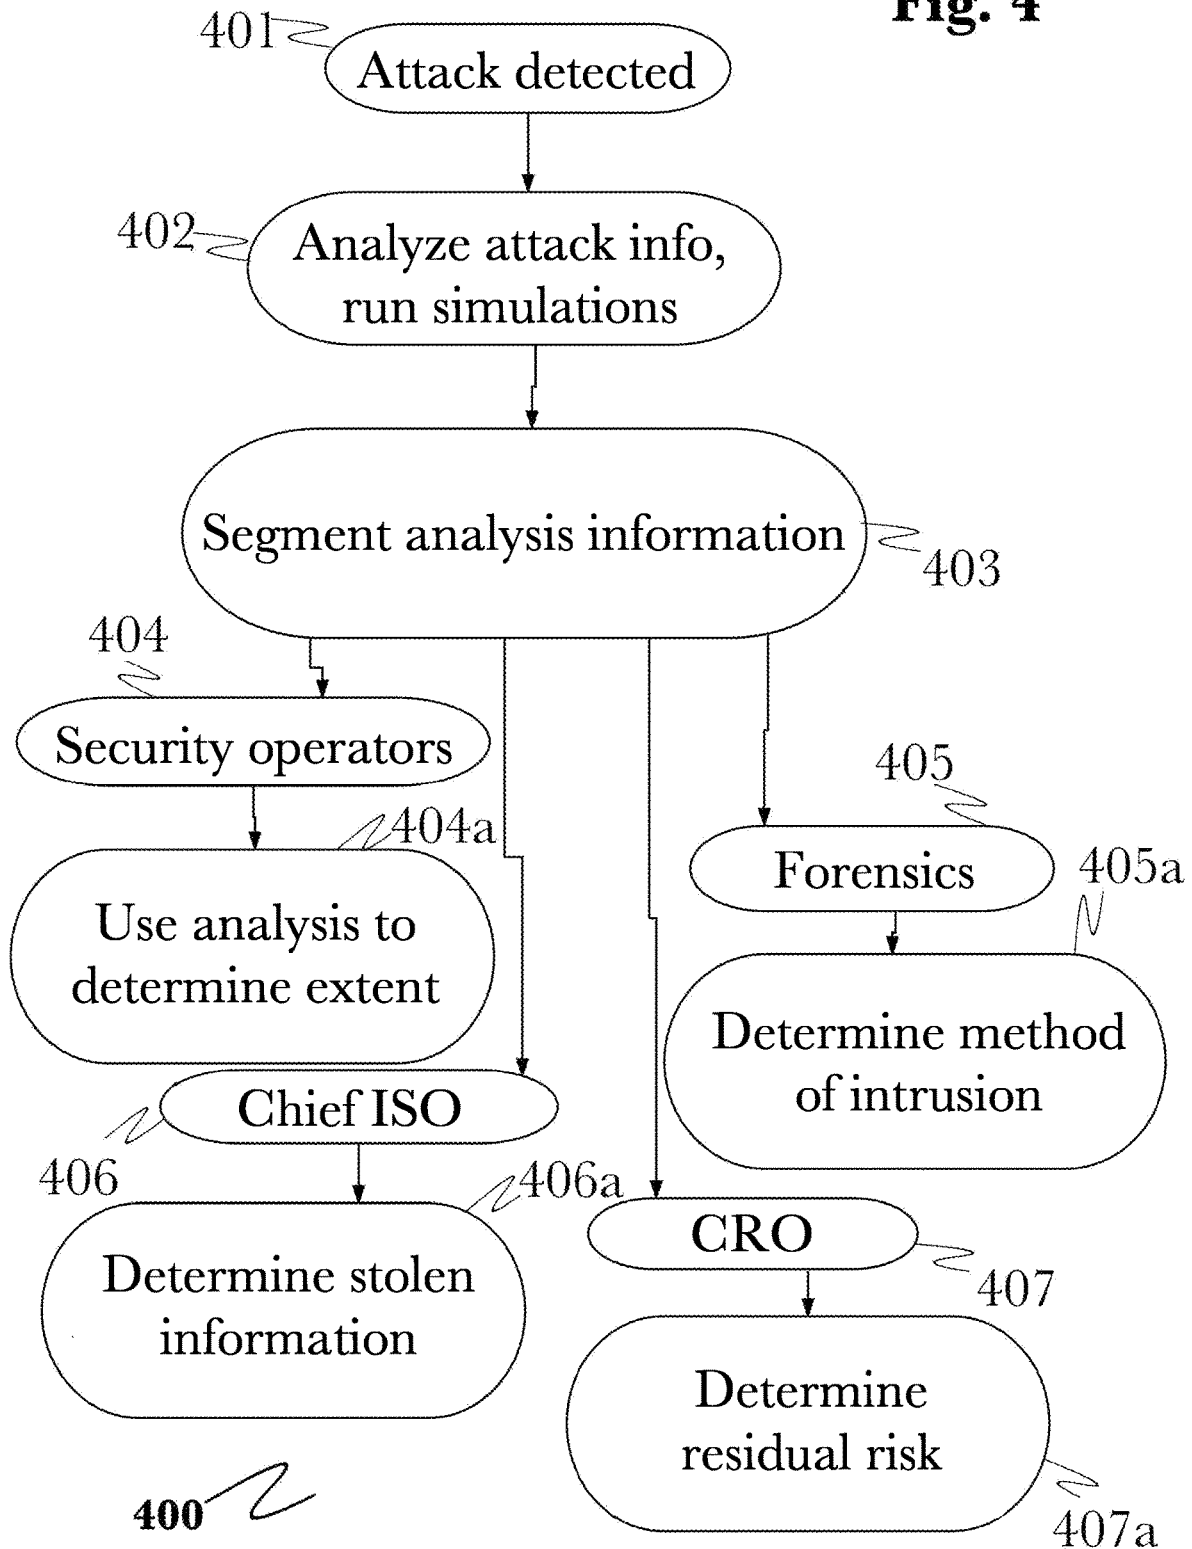 Fig. 4
401
Attack detected
402
Analyze attack info,
run simulations
Segment analysis information
403
404
Security operators
404a
Use analysis to
determine extent
405
Forensics
405a
Determine method
of intrusion
Chief ISO
406
406a
Determine stolen
information
CRO
407
Determine
residual risk
407a
400